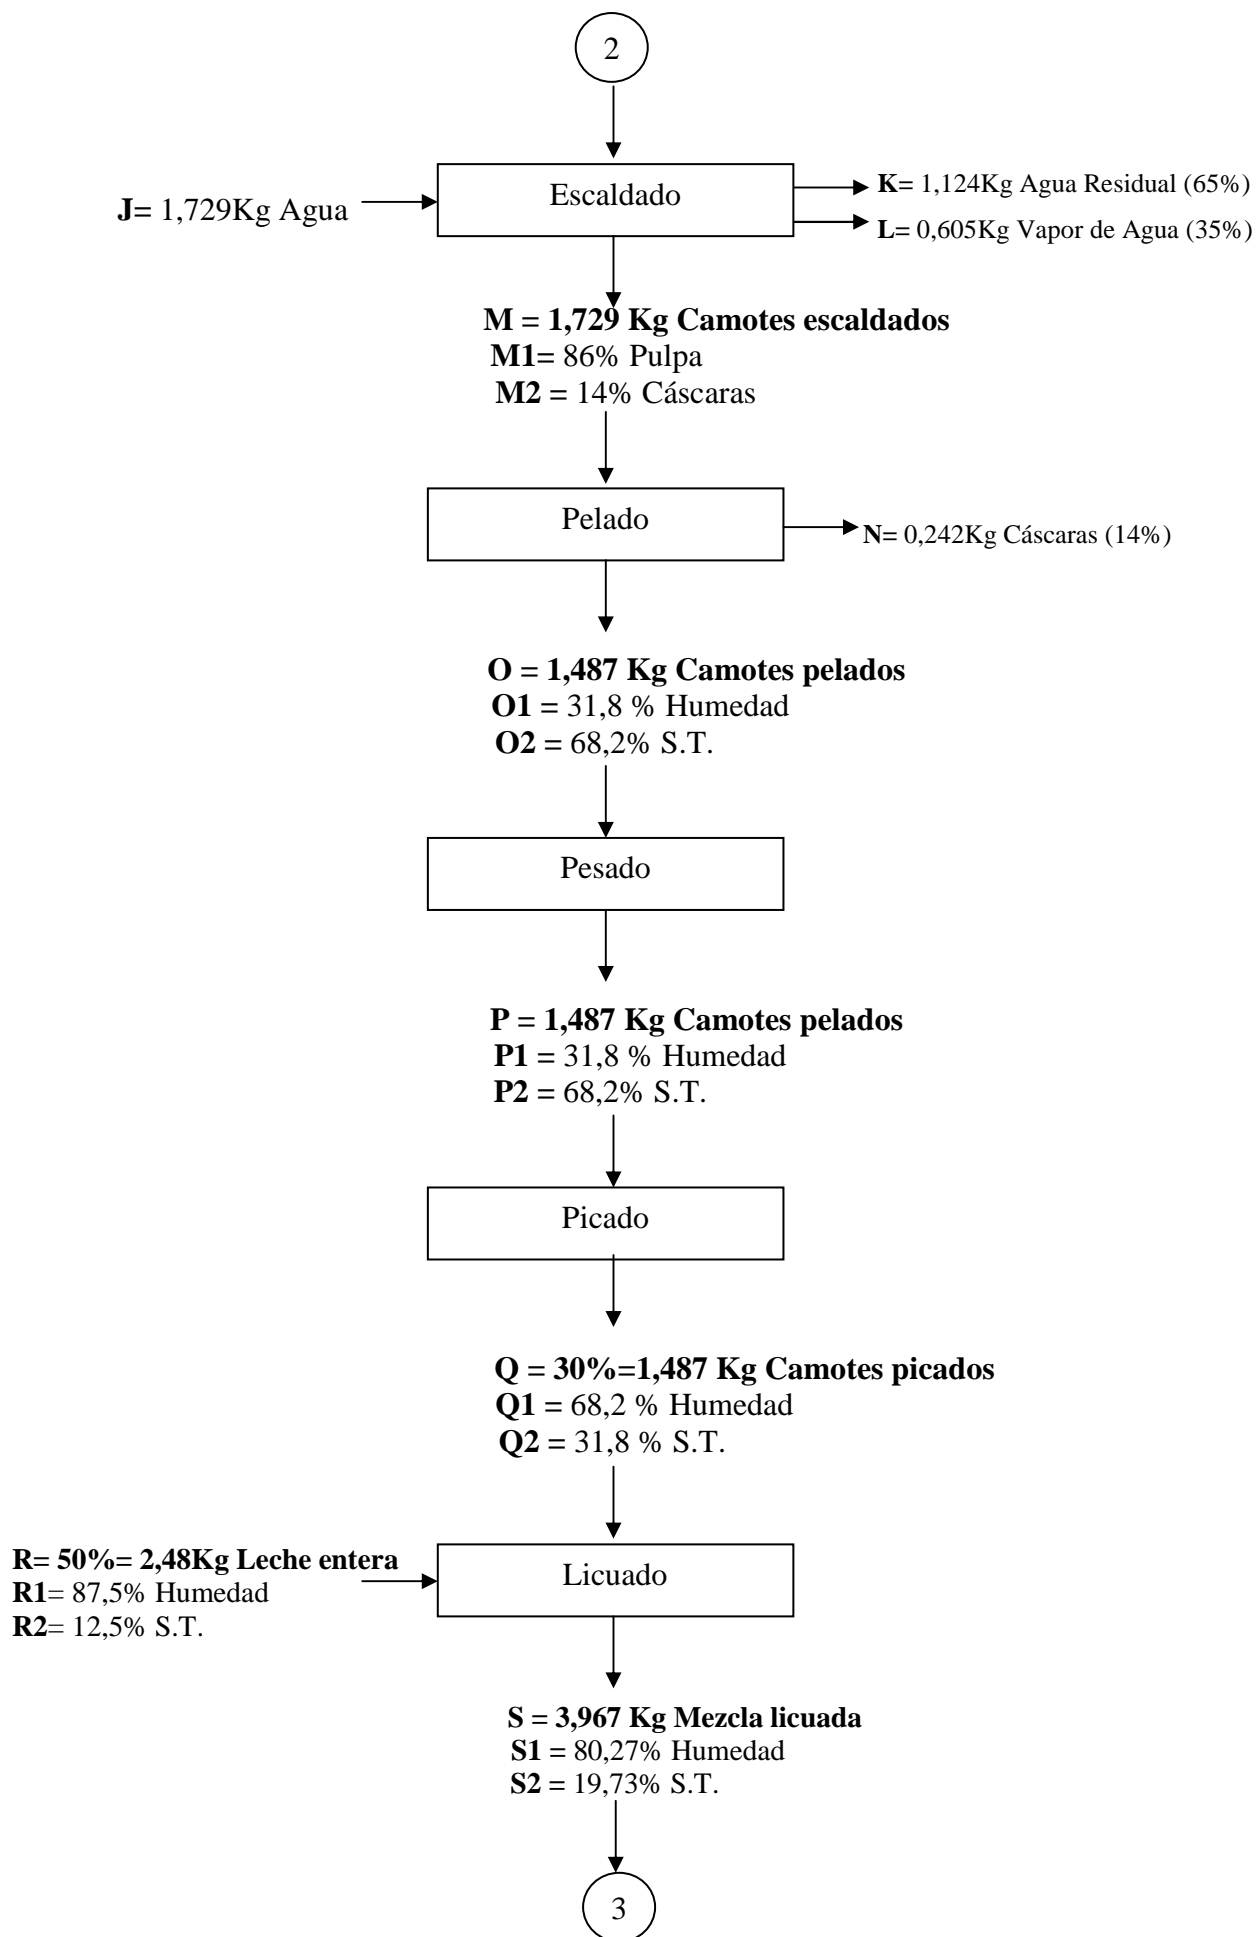 2
Escaldado
J= 1,729Kg Agua
K= 1,124Kg Agua Residual (65%)
L= 0,605Kg Vapor de Agua (35%)
M = 1,729 Kg Camotes escaldados
M1= 86% Pulpa
M2 = 14% Cáscaras
Pelado
N= 0,242Kg Cáscaras (14%)
O = 1,487 Kg Camotes pelados
O1 = 31,8 % Humedad
O2 = 68,2% S.T.
Pesado
P = 1,487 Kg Camotes pelados
P1 = 31,8 % Humedad
P2 = 68,2% S.T.
Picado
Q = 30%=1,487 Kg Camotes picados
Q1 = 68,2 % Humedad
Q2 = 31,8 % S.T.
R= 50%= 2,48Kg Leche entera
R1= 87,5% Humedad
R2= 12,5% S.T.
Licuado
S = 3,967 Kg Mezcla licuada
S1 = 80,27% Humedad
S2 = 19,73% S.T.
3